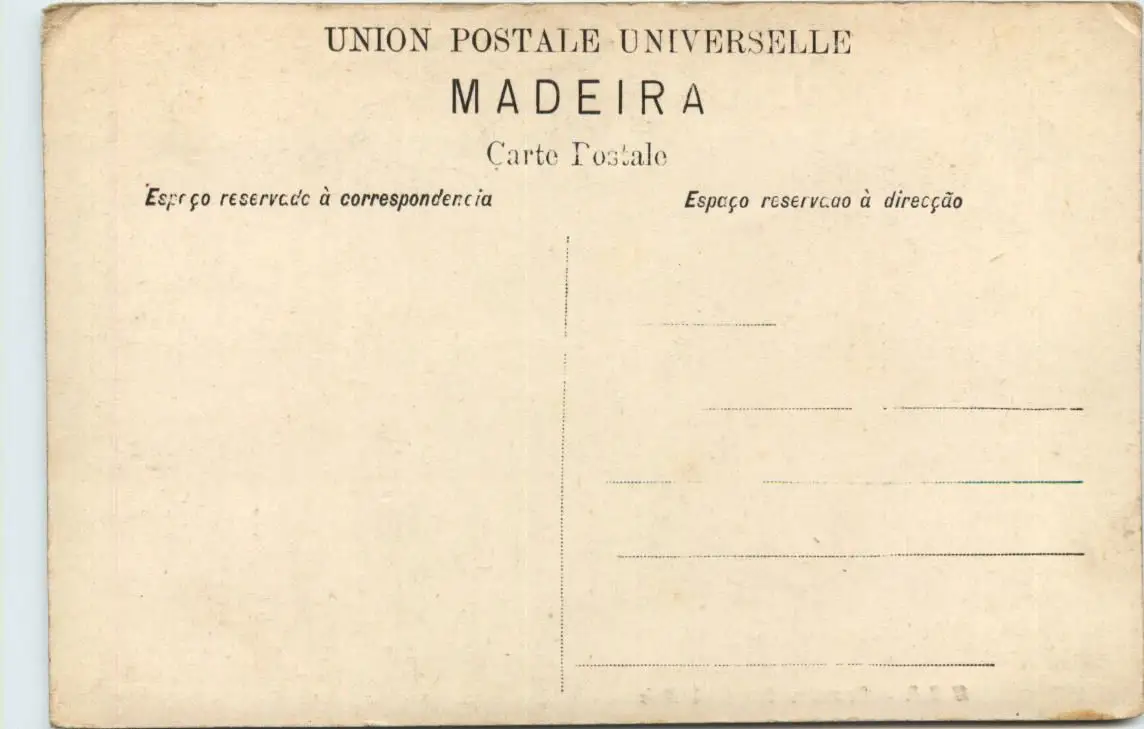 UNION POSTALE UNIVERSELLE
MADEIRA
Carte Postale
Espaço reservado à correspondencia
Espaço reservado à direcção